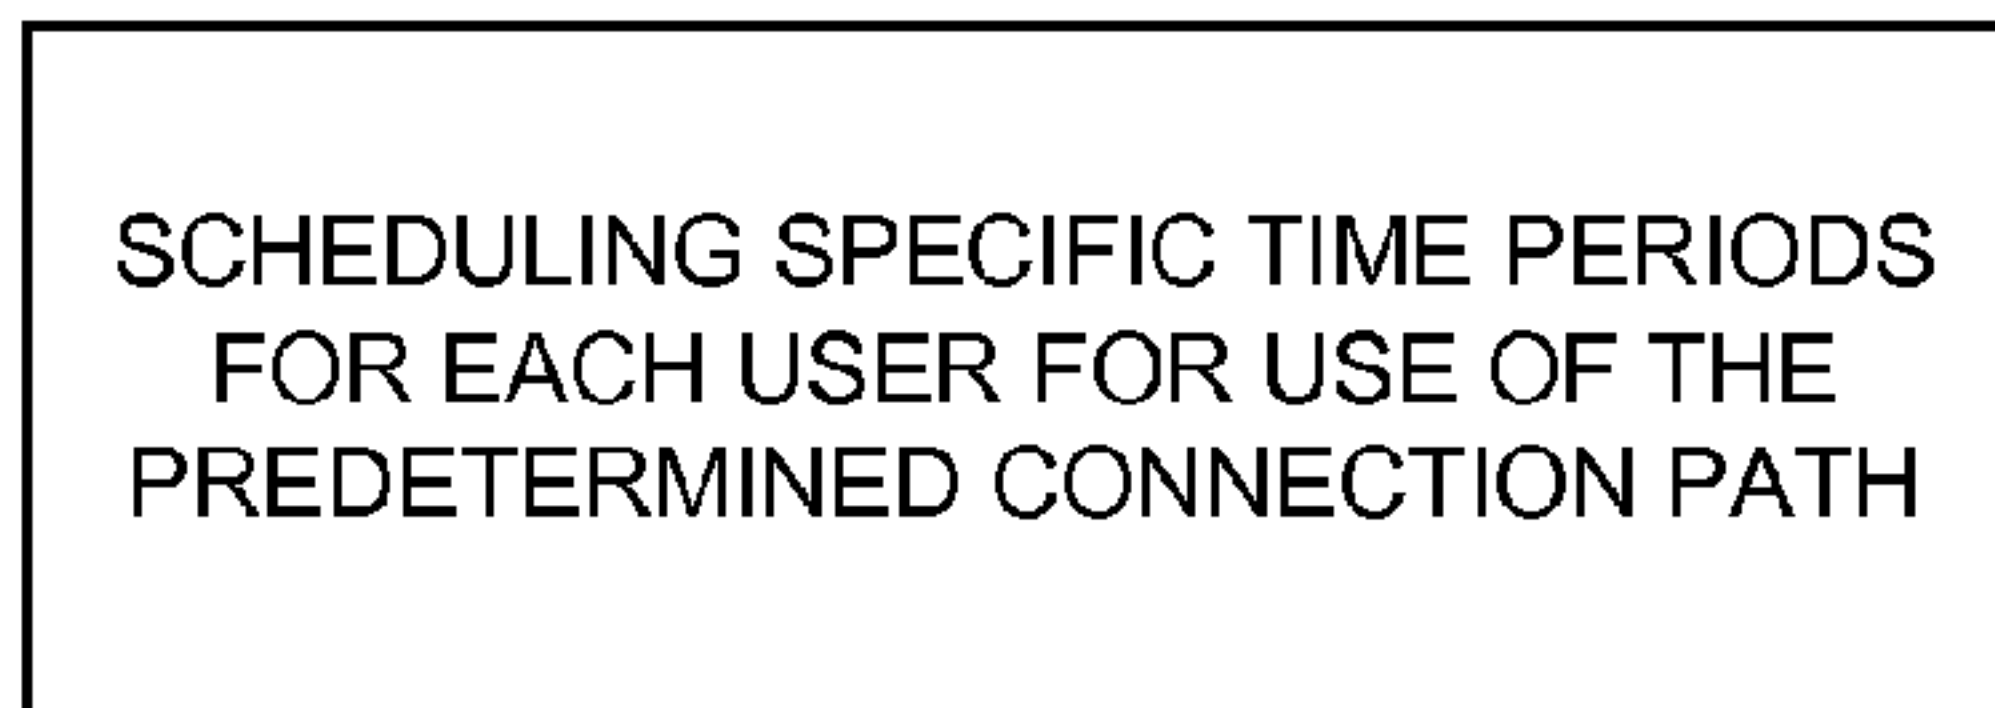 SCHEDULING SPECIFIC TIME PERIODS
FOR EACH USER FOR USE OF THE
PREDETERMINED CONNECTION PATH